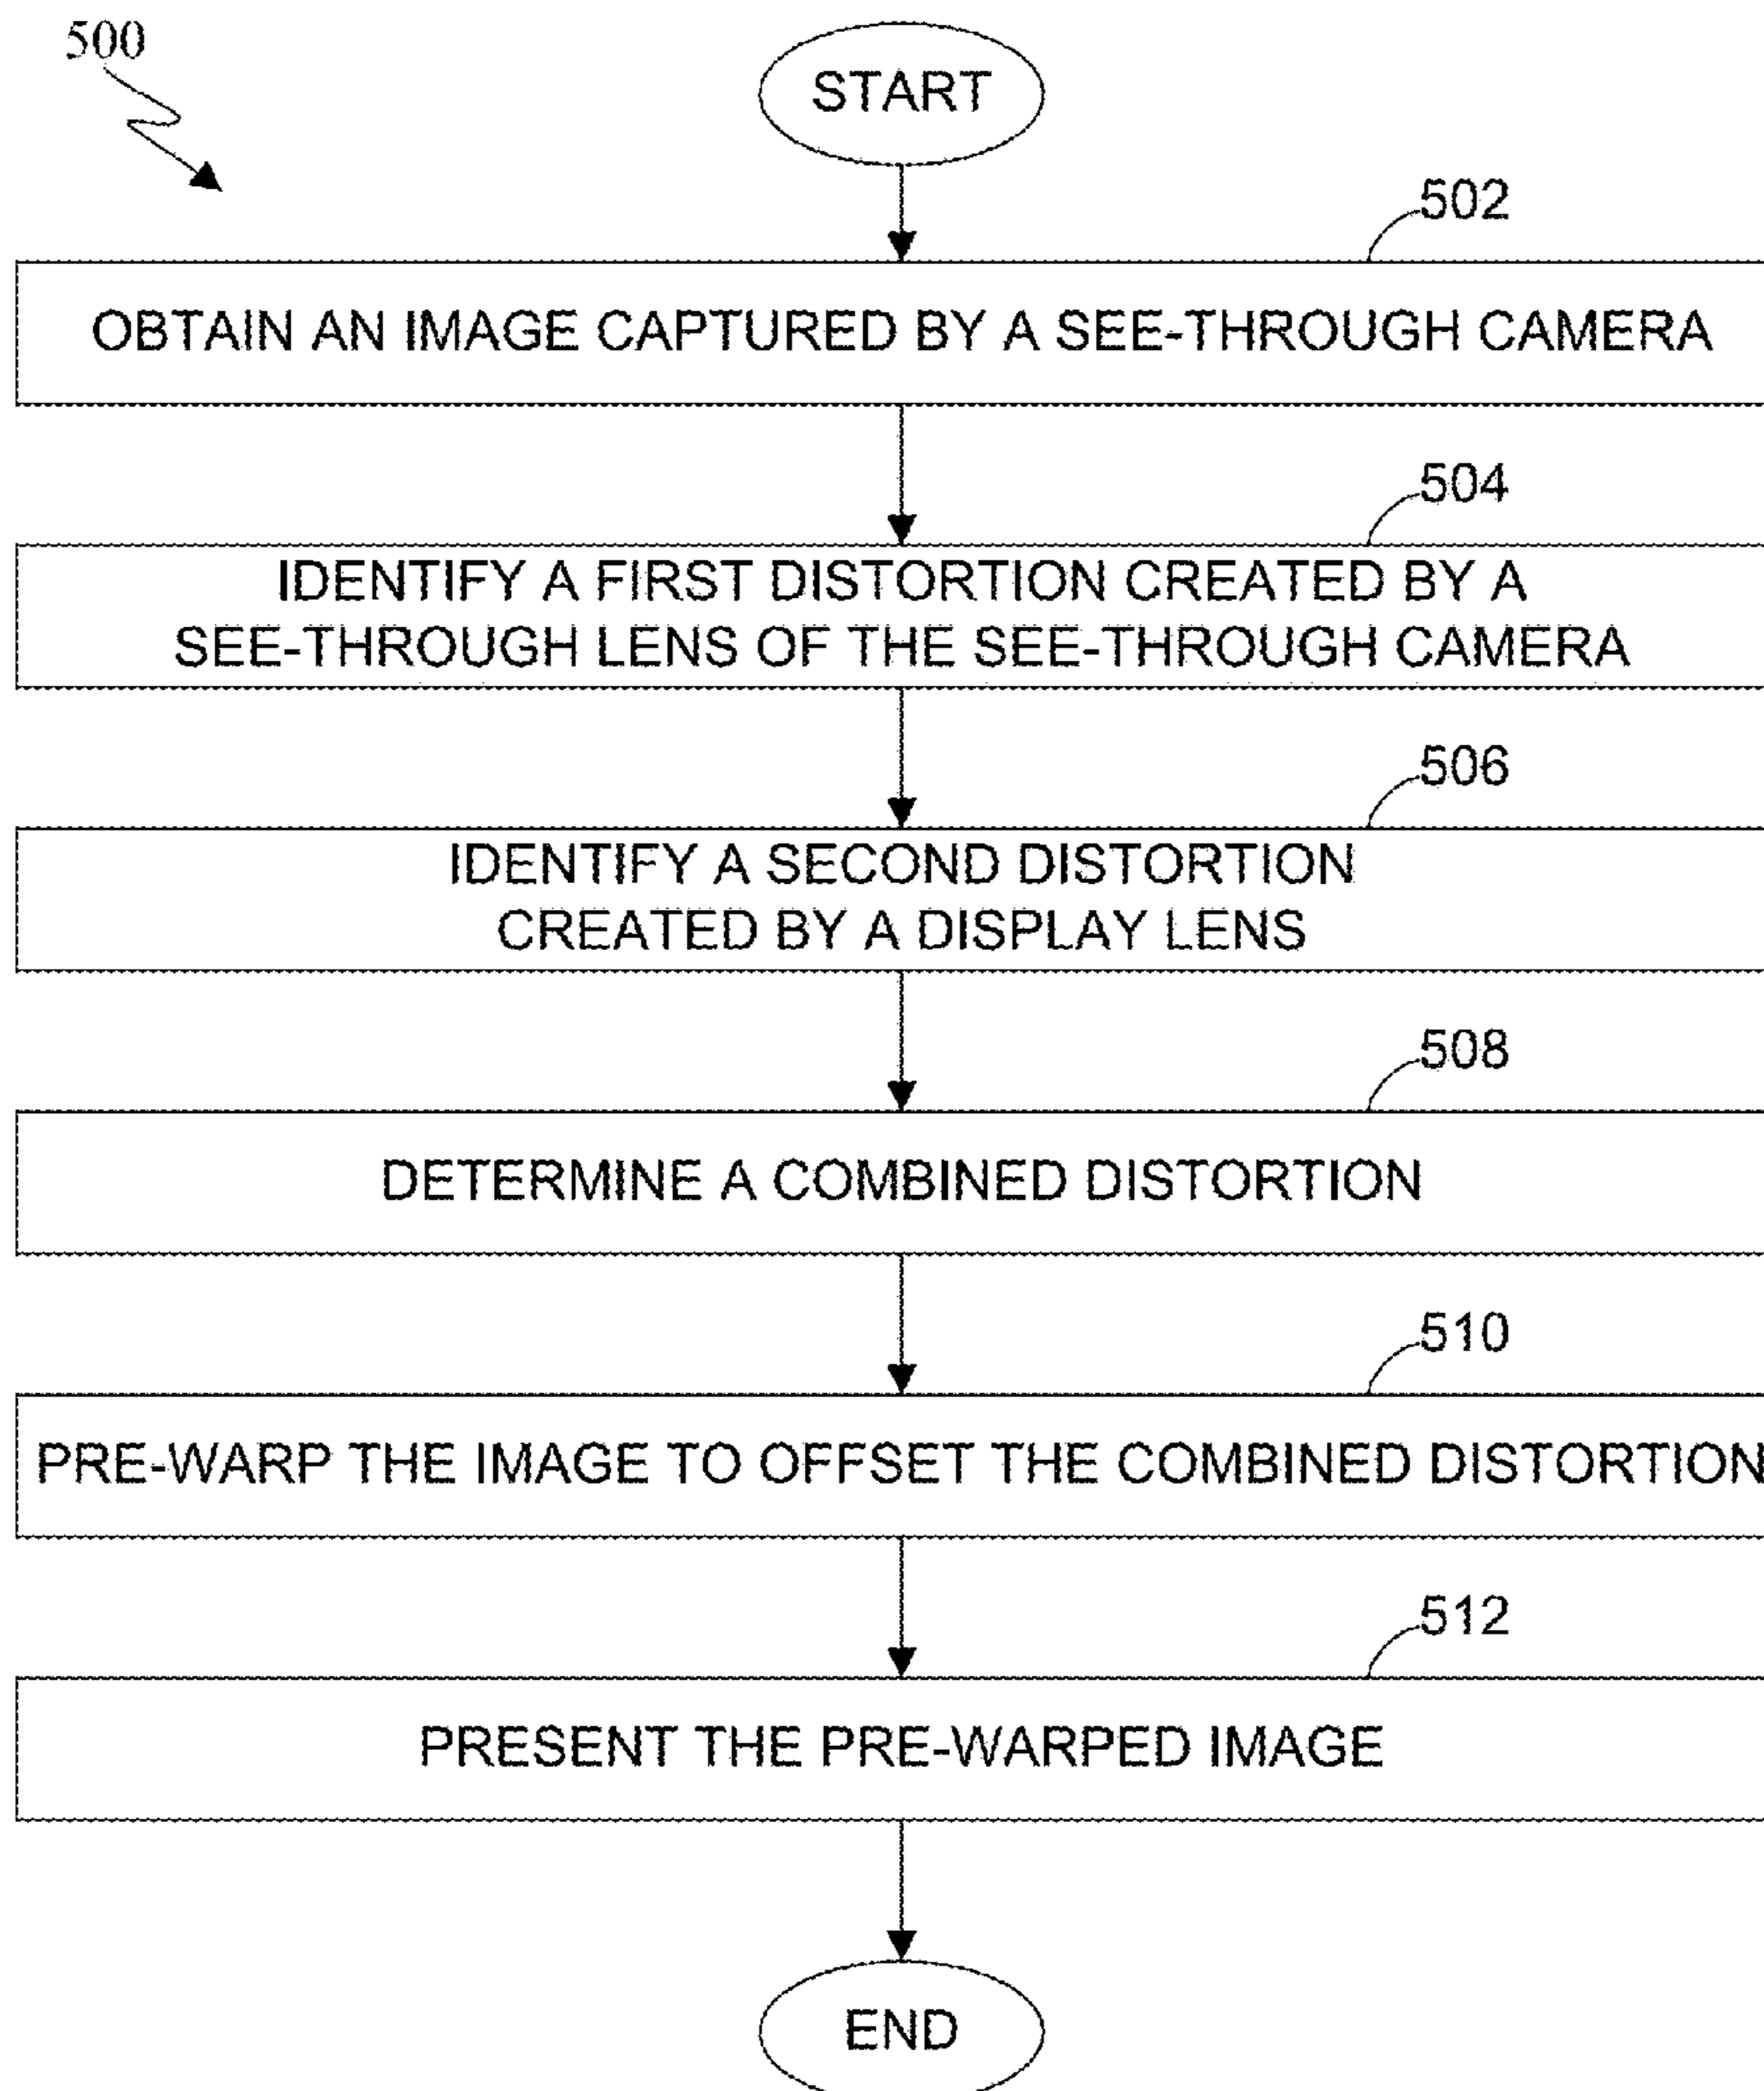 500
START
502
OBTAIN AN IMAGE CAPTURED BY A SEE-THROUGH CAMERA
504
IDENTIFY A FIRST DISTORTION CREATED BY A
SEE-THROUGH LENS OF THE SEE-THROUGH CAMERA
506
IDENTIFY A SECOND DISTORTION
CREATED BY A DISPLAY LENS
508
DETERMINE A COMBINED DISTORTION
510
PRE-WARP THE IMAGE TO OFFSET THE COMBINED DISTORTION
512
PRESENT THE PRE-WARPED IMAGE
END